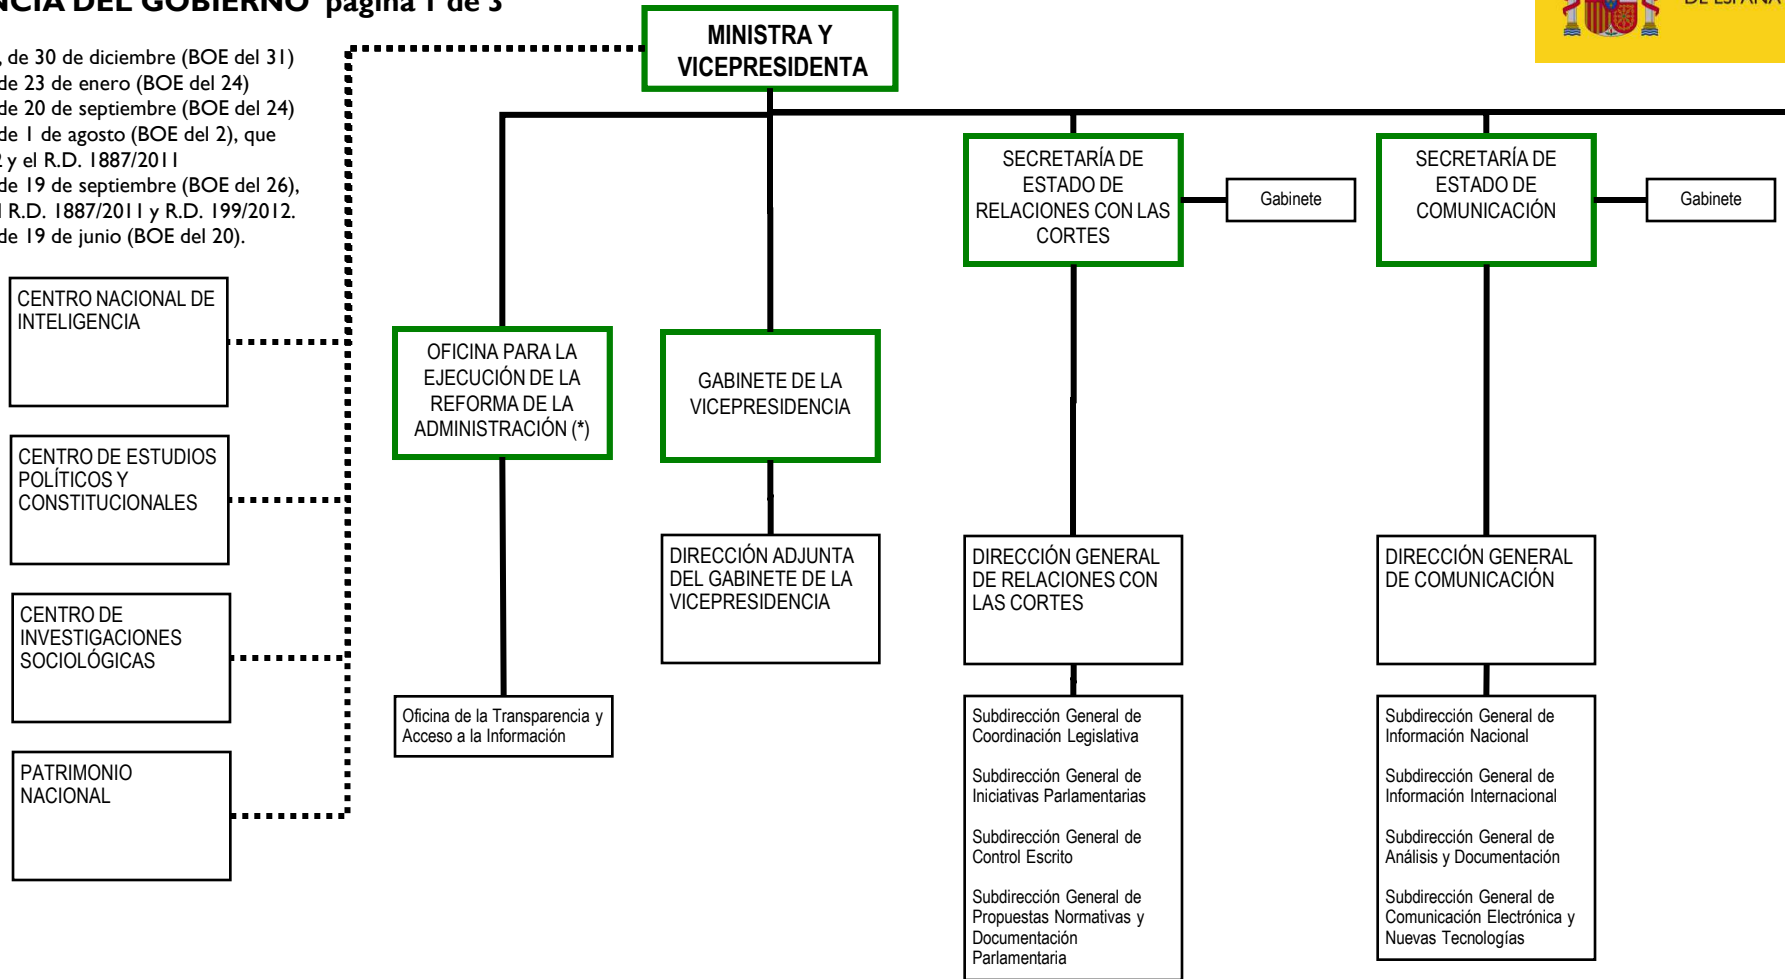 DEL GOBIERNO página 1 de 3
DE ESPAÑA
MINISTRA Y
VICEPRESIDENTA
, de 30 de diciembre (BOE del 31)
de 23 de enero (BOE del 24)
de 20 de septiembre (BOE del 24)
de 1 de agosto (BOE del 2), que
y el R.D. 1887/2011
de 19 de septiembre (BOE del 26),
R.D. 1887/2011 y R.D. 199/2012.
de 19 de junio (BOE del 20).
SECRETARÍA DE
ESTADO DE
RELACIONES CON LAS
CORTES
Gabinete
SECRETARÍA DE
ESTADO DE
COMUNICACIÓN
Gabinete
CENTRO NACIONAL DE
INTELIGENCIA
CENTRO DE ESTUDIOS
POLÍTICOS Y
CONSTITUCIONALES
CENTRO DE
INVESTIGACIONES
SOCIOLÓGICAS
PATRIMONIO
NACIONAL
OFICINA PARA LA
EJECUCIÓN DE LA
REFORMA DE LA
ADMINISTRACIÓN (*)
GABINETE DE LA
VICEPRESIDENCIA
DIRECCIÓN ADJUNTA
DEL GABINETE DE LA
VICEPRESIDENCIA
DIRECCIÓN GENERAL
DE RELACIONES CON
LAS CORTES
DIRECCIÓN GENERAL
DE COMUNICACIÓN
Oficina de la Transparencia y
Acceso a la Información
Subdirección General de
Coordinación Legislativa
Subdirección General de
Iniciativas Parlamentarias
Subdirección General de
Control Escrito
Subdirección General de
Propuestas Normativas y
Documentación
Parlamentaria
Subdirección General de
Información Nacional
Subdirección General de
Información Internacional
Subdirección General de
Análisis y Documentación
Subdirección General de
Comunicación Electrónica y
Nuevas Tecnologías